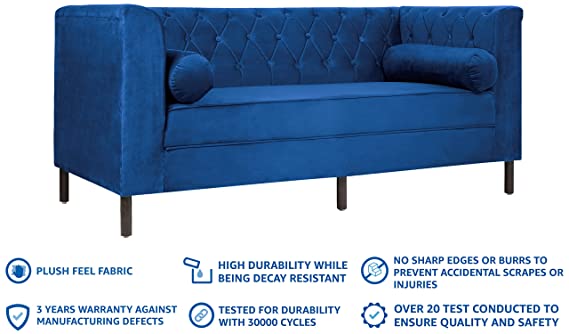 PLUSH FEEL FABRIC
HIGH DURABILITY WHILE
BEING DECAY RESISTANT
NO SHARP EDGES OR BURRS TO
PREVENT ACCIDENTAL SCRAPES OR
INJURIES
3 YEARS WARRANTY AGAINST
MANUFACTURING DEFECTS
TESTED FOR DURABILITY
WITH 30000 CYCLES
OVER 20 TEST CONDUCTED TO
ENSURE QUALITY AND SAFETY